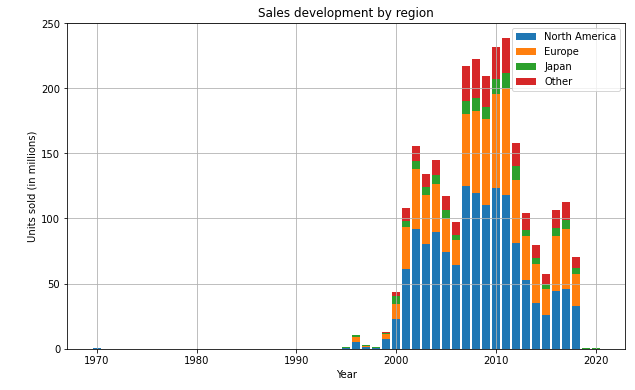 Sales development by region
Units sold (in millions)
250
200
150
100
50
0
North America
Europe
Japan
Other
1970 1980 1990 2000 2010 2020
Year